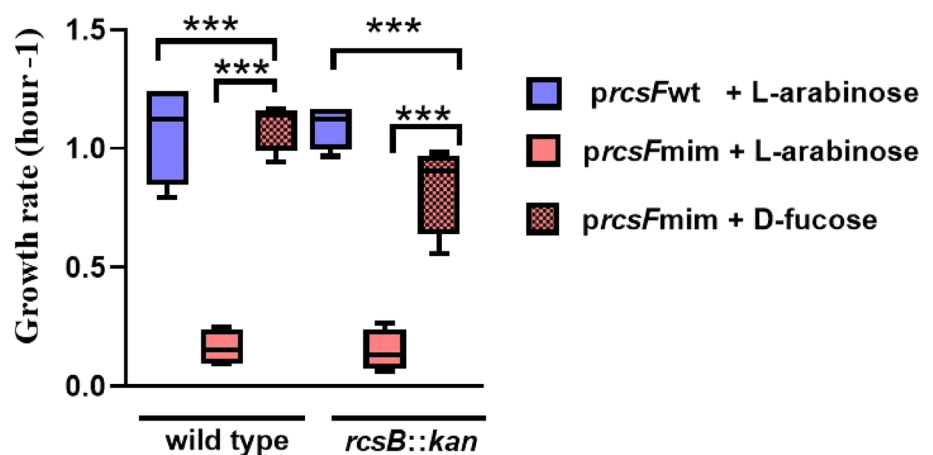 Growth rate (hour -1)
1.5
1.0
0.5
0.0
***
***
***
***
wild type
rcsB::kan
prcsFwt + L-arabinose
prcsFmim + L-arabinose
prcsFmim + D-fucose